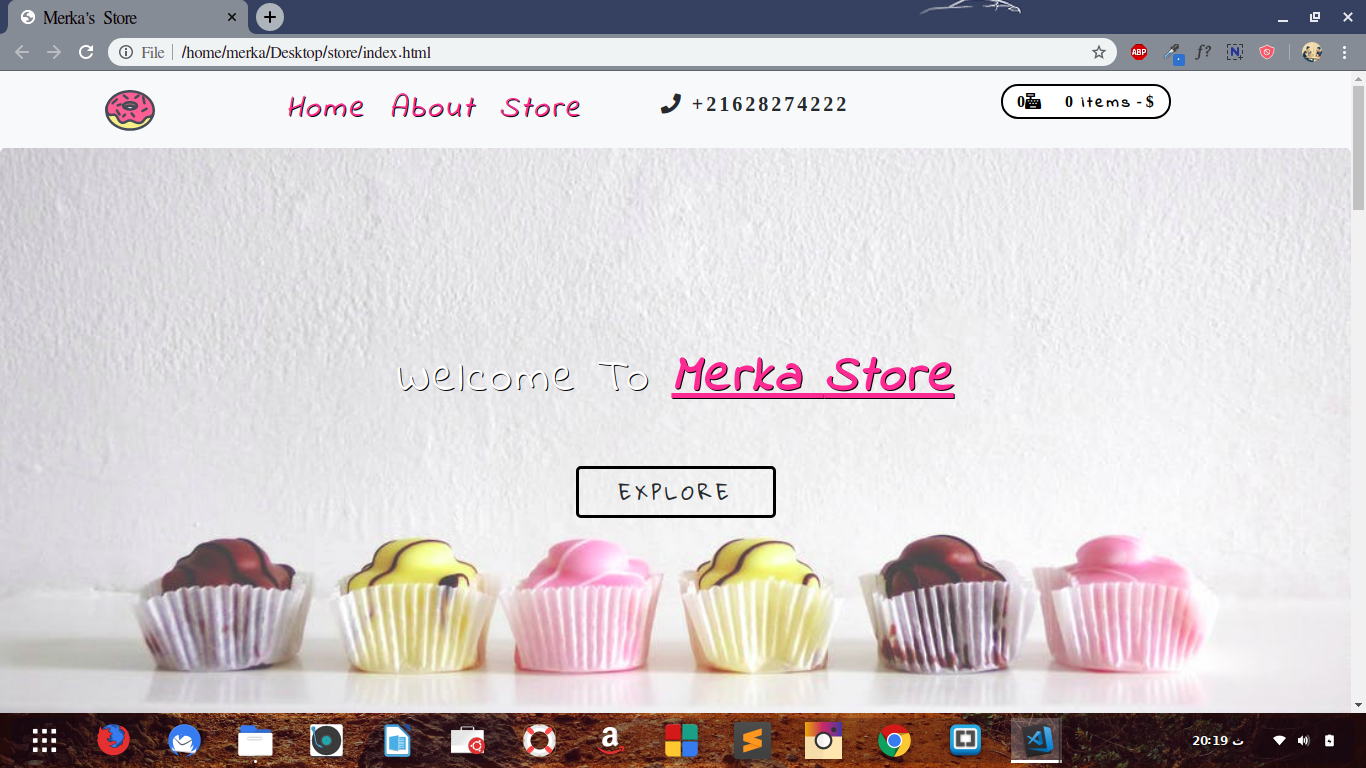 Merka's Store
File /home/merka/Desktop/store/index.html
ABP
f?
N
Home About Store +21628274222 0 0 items - $
Welcome To Merka Store
EXPLORE
20:19 ث